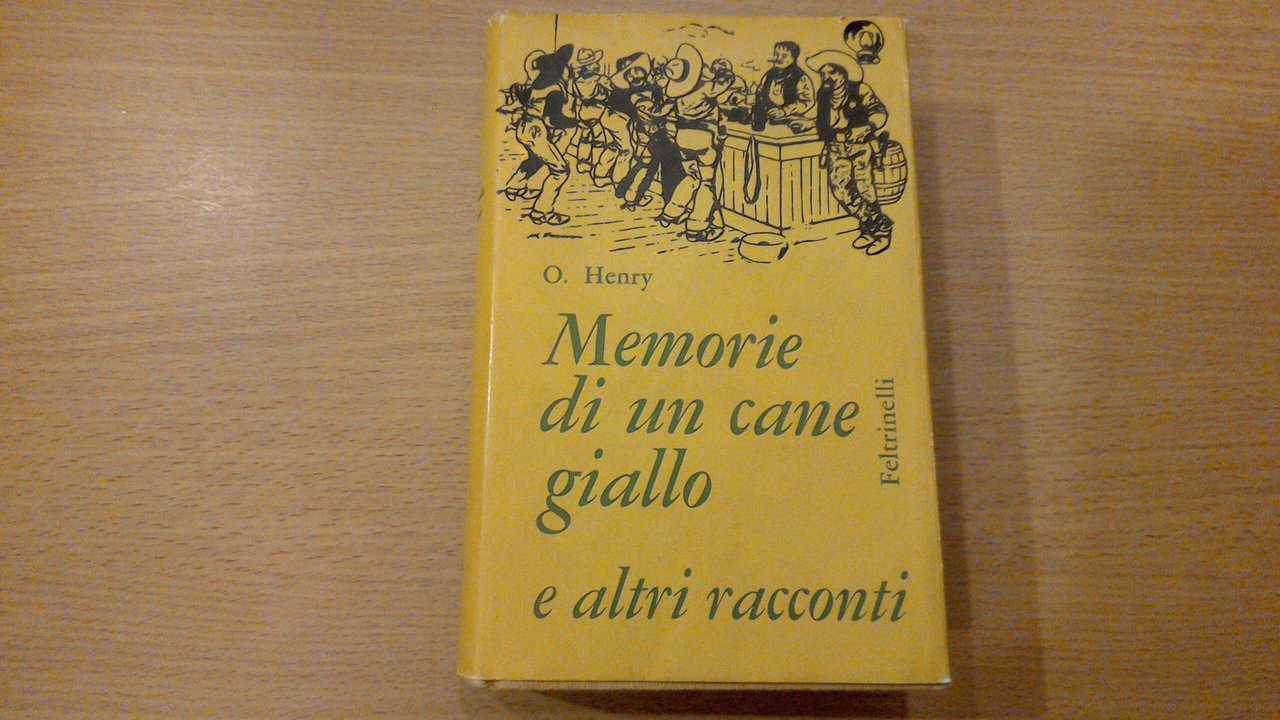 O. Henry
Memorie
di un cane
giallo
e altri racconti
Feltrinelli